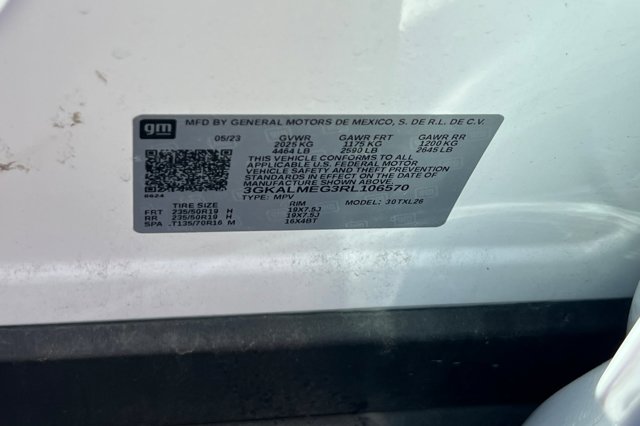 gm MFD BY GENERAL MOTORS DE MEXICO, S. DE R.L. DE C.V.
05/23 GVWR GAWR FRT GAWR RR
2025 KG 1175 KG 1200 KG
4464 LB 2590 LB 2645 LB
THIS VEHICLE CONFORMS TO ALL
APPLICABLE U.S. FEDERAL MOTOR
VEHICLE SAFETY AND THEFT PREVENTION
STANDARDS IN EFFECT ON THE DATE OF
MANUFACTURE SHOWN ABOVE.
3GKALMEG3RL106570
8624 TYPE: MPV MODEL: 30TXL26
TIRE SIZE RIM
FRT 235/50R19 H 19X7.5J
RR 235/50R19 H 19X7.5J
SPA .T135/70R16 M 16X4BT